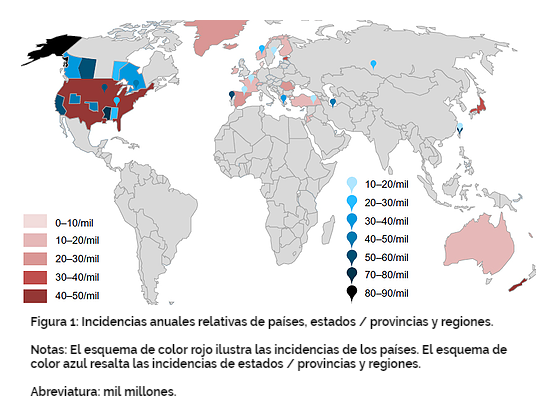 0–10/mil
10–20/mil
20–30/mil
30–40/mil
40–50/mil
10–20/mil
20–30/mil
30–40/mil
40–50/mil
50–60/mil
70–80/mil
80–90/mil
Figura 1: Incidencias anuales relativas de países, estados / provincias y regiones.
Notas: El esquema de color rojo ilustra las incidencias de los países. El esquema de
color azul resalta las incidencias de estados / provincias y regiones.
Abreviatura: mil millones.